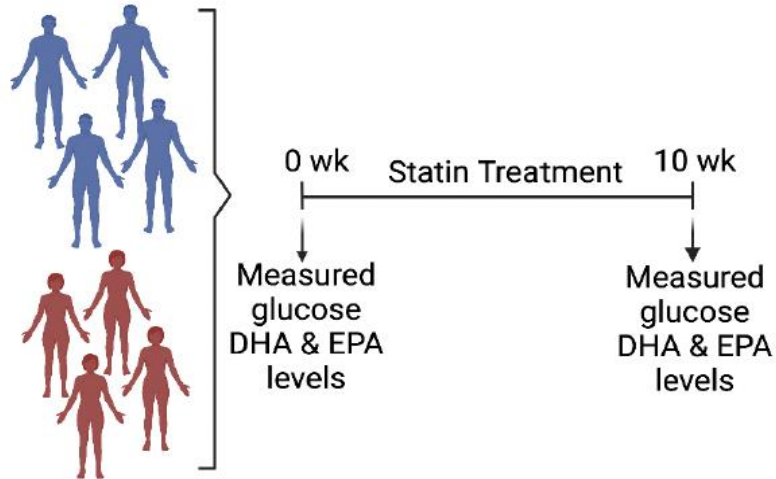 0 wk
Statin Treatment
10 wk
Measured
glucose
DHA & EPA
levels
Measured
glucose
DHA & EPA
levels